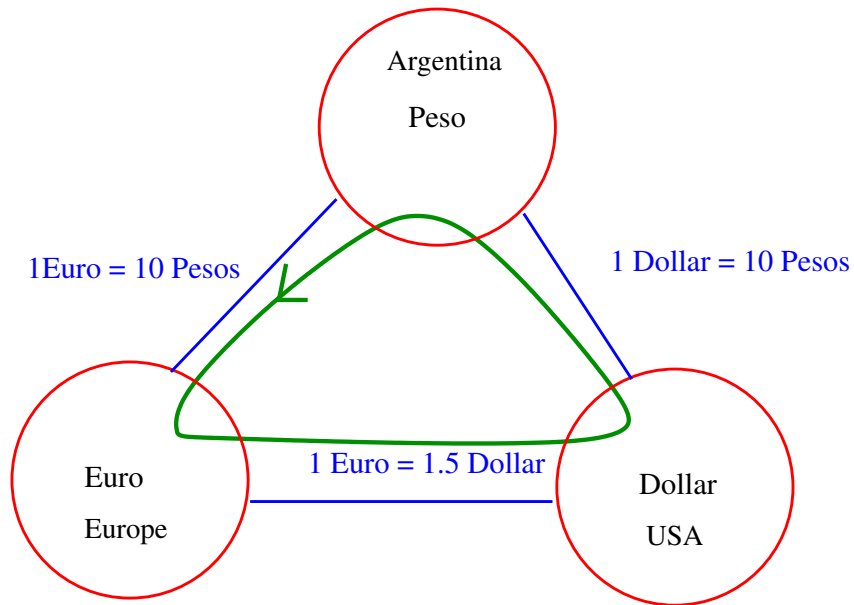 Argentina
Peso
1Euro = 10 Pesos
1 Dollar = 10 Pesos
1 Euro = 1.5 Dollar
Euro
Europe
Dollar
USA